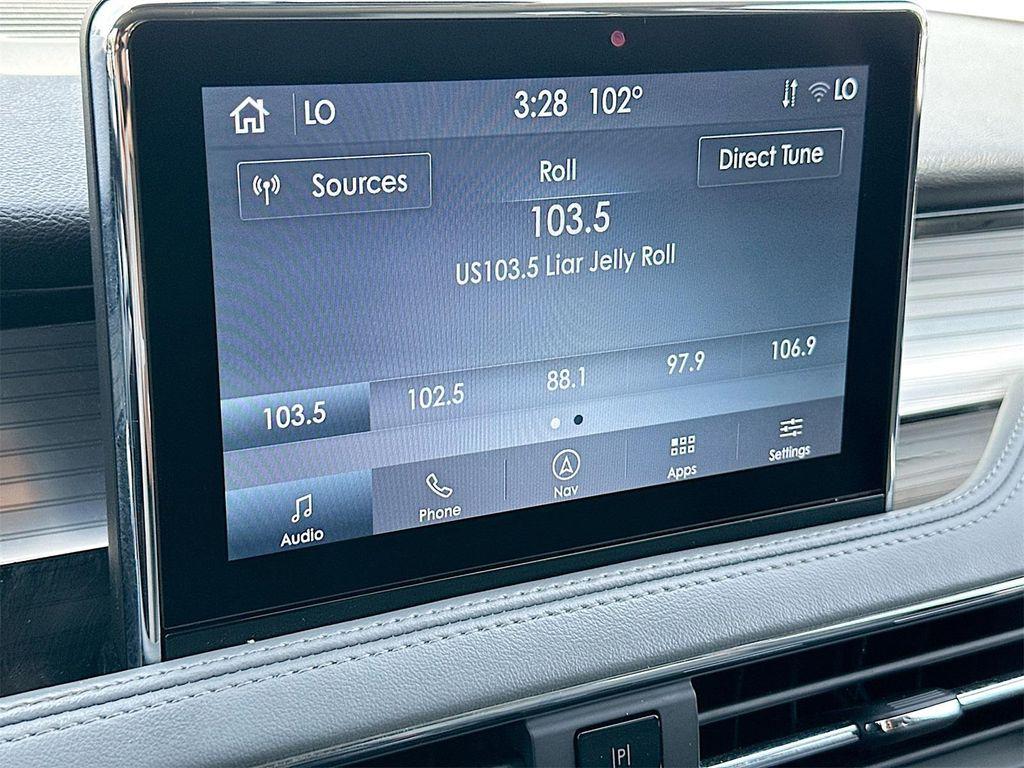 LO 3:28 102° LO
Sources Roll Direct Tune
103.5
US103.5 Liar Jelly Roll
103.5 102.5 88.1 97.9 106.9
Audio Phone Nav Apps Settings
P